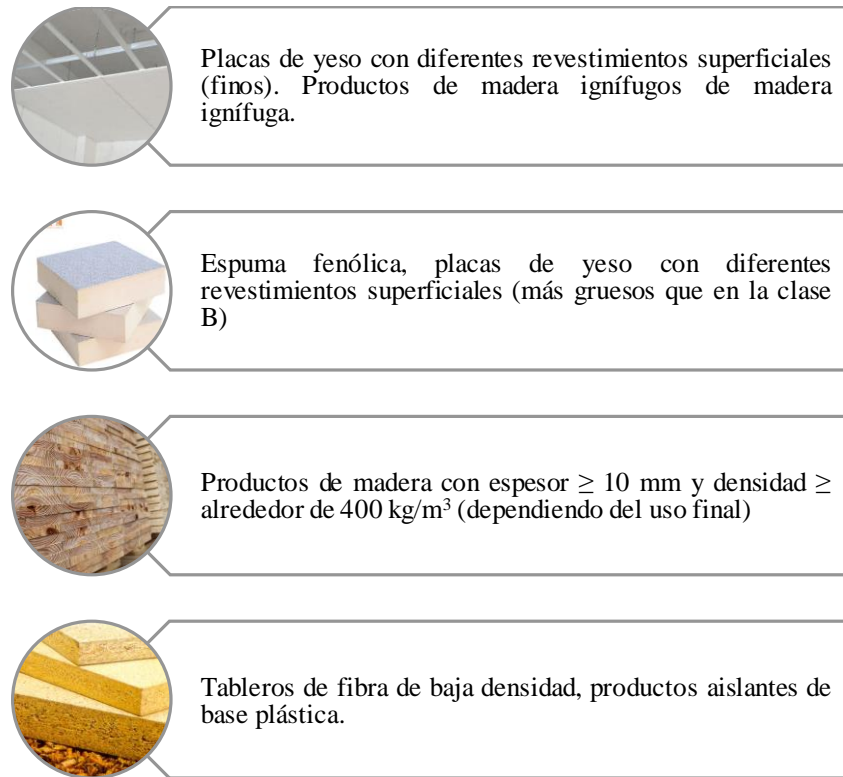 Placas de yeso con diferentes revestimientos superficiales
(finos). Productos de madera ignífugos de madera
ignífuga.
Espuma fenólica, placas de yeso con diferentes
revestimientos superficiales (más gruesos que en la clase
B)
Productos de madera con espesor ≥ 10 mm y densidad ≥
alrededor de 400 kg/m³ (dependiendo del uso final)
Tableros de fibra de baja densidad, productos aislantes de
base plástica.